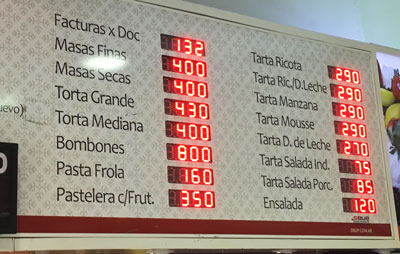 Facturas x Doc 132
Masas Finas 400
Masas Secas 400
Torta Grande 430
Torta Mediana 400
Bombones 800
Pasta Frola 160
Pastelera c/Frut. 350
Tarta Ricota 290
Tarta Ric./D.Leche 290
Tarta Manzana 290
Tarta Mousse 290
Tarta D. de Leche 270
Tarta Salada Ind. 75
Tarta Salada Porc. 85
Ensalada 120
uevo)